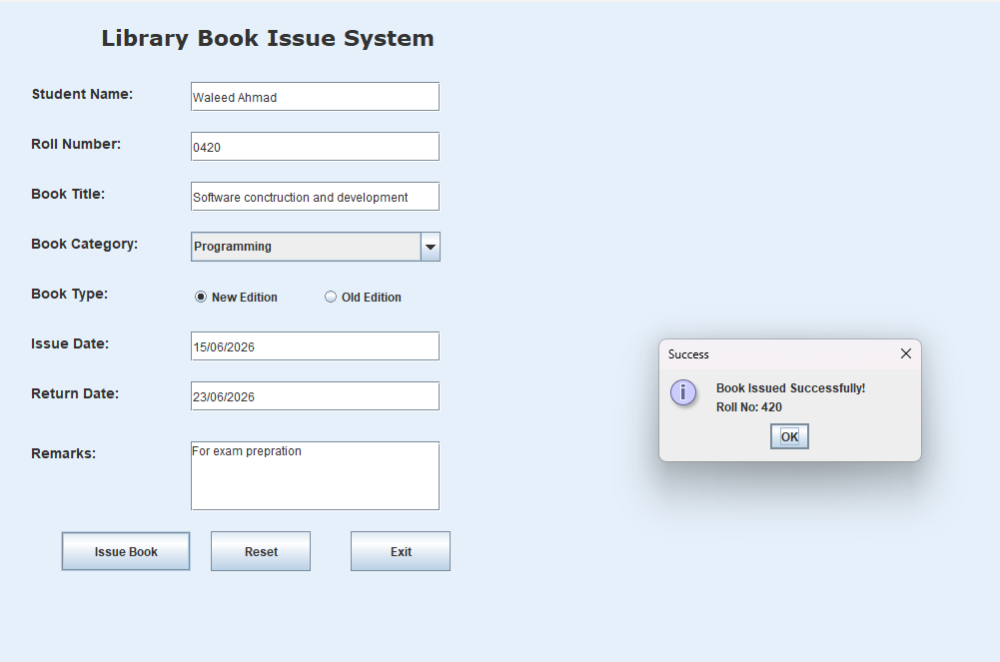 Library Book Issue System
Student Name: Waleed Ahmad
Roll Number: 0420
Book Title: Software conctruction and development
Book Category: Programming
Book Type: New Edition Old Edition
Issue Date: 15/06/2026
Return Date: 23/06/2026
Remarks: For exam prepration
Issue Book Reset Exit
Success
Book Issued Successfully!
Roll No: 420
OK